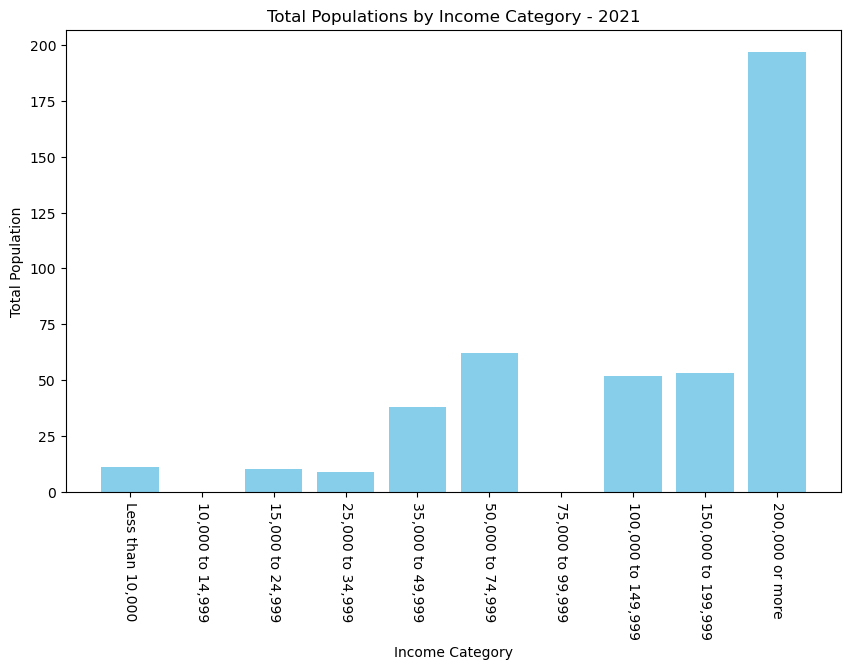 Total Populations by Income Category - 2021
Total Population
200
175
150
125
100
75
50
25
0
Less than 10,000
10,000 to 14,999
15,000 to 24,999
25,000 to 34,999
35,000 to 49,999
50,000 to 74,999
75,000 to 99,999
100,000 to 149,999
150,000 to 199,999
200,000 or more
Income Category